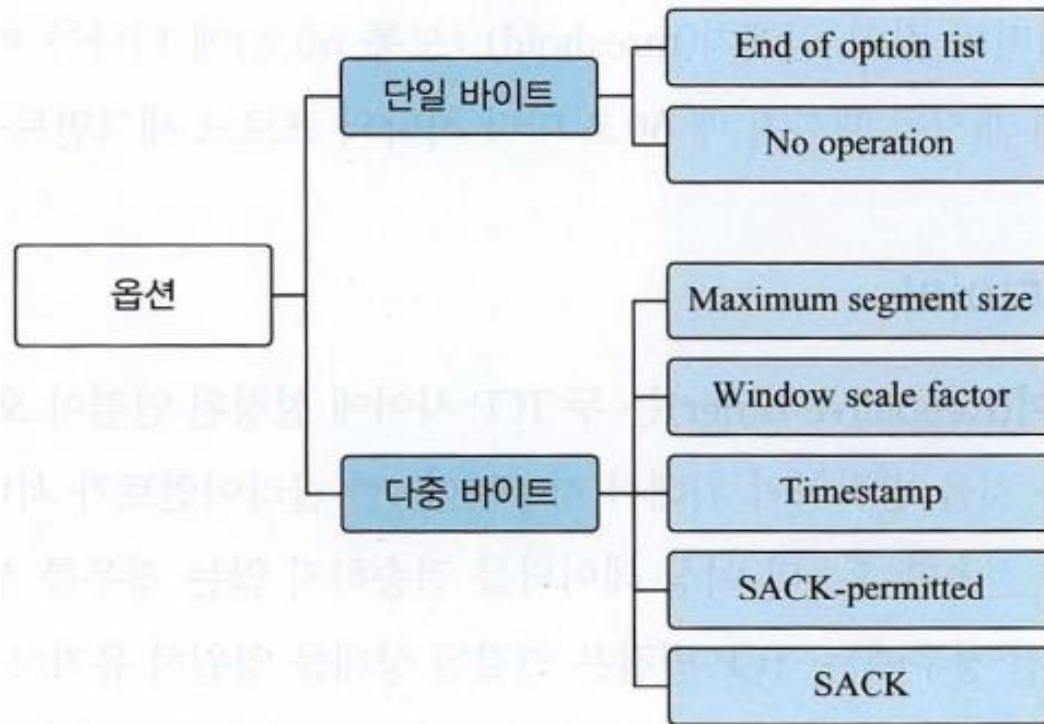 옵션
단일 바이트
End of option list
No operation
다중 바이트
Maximum segment size
Window scale factor
Timestamp
SACK-permitted
SACK